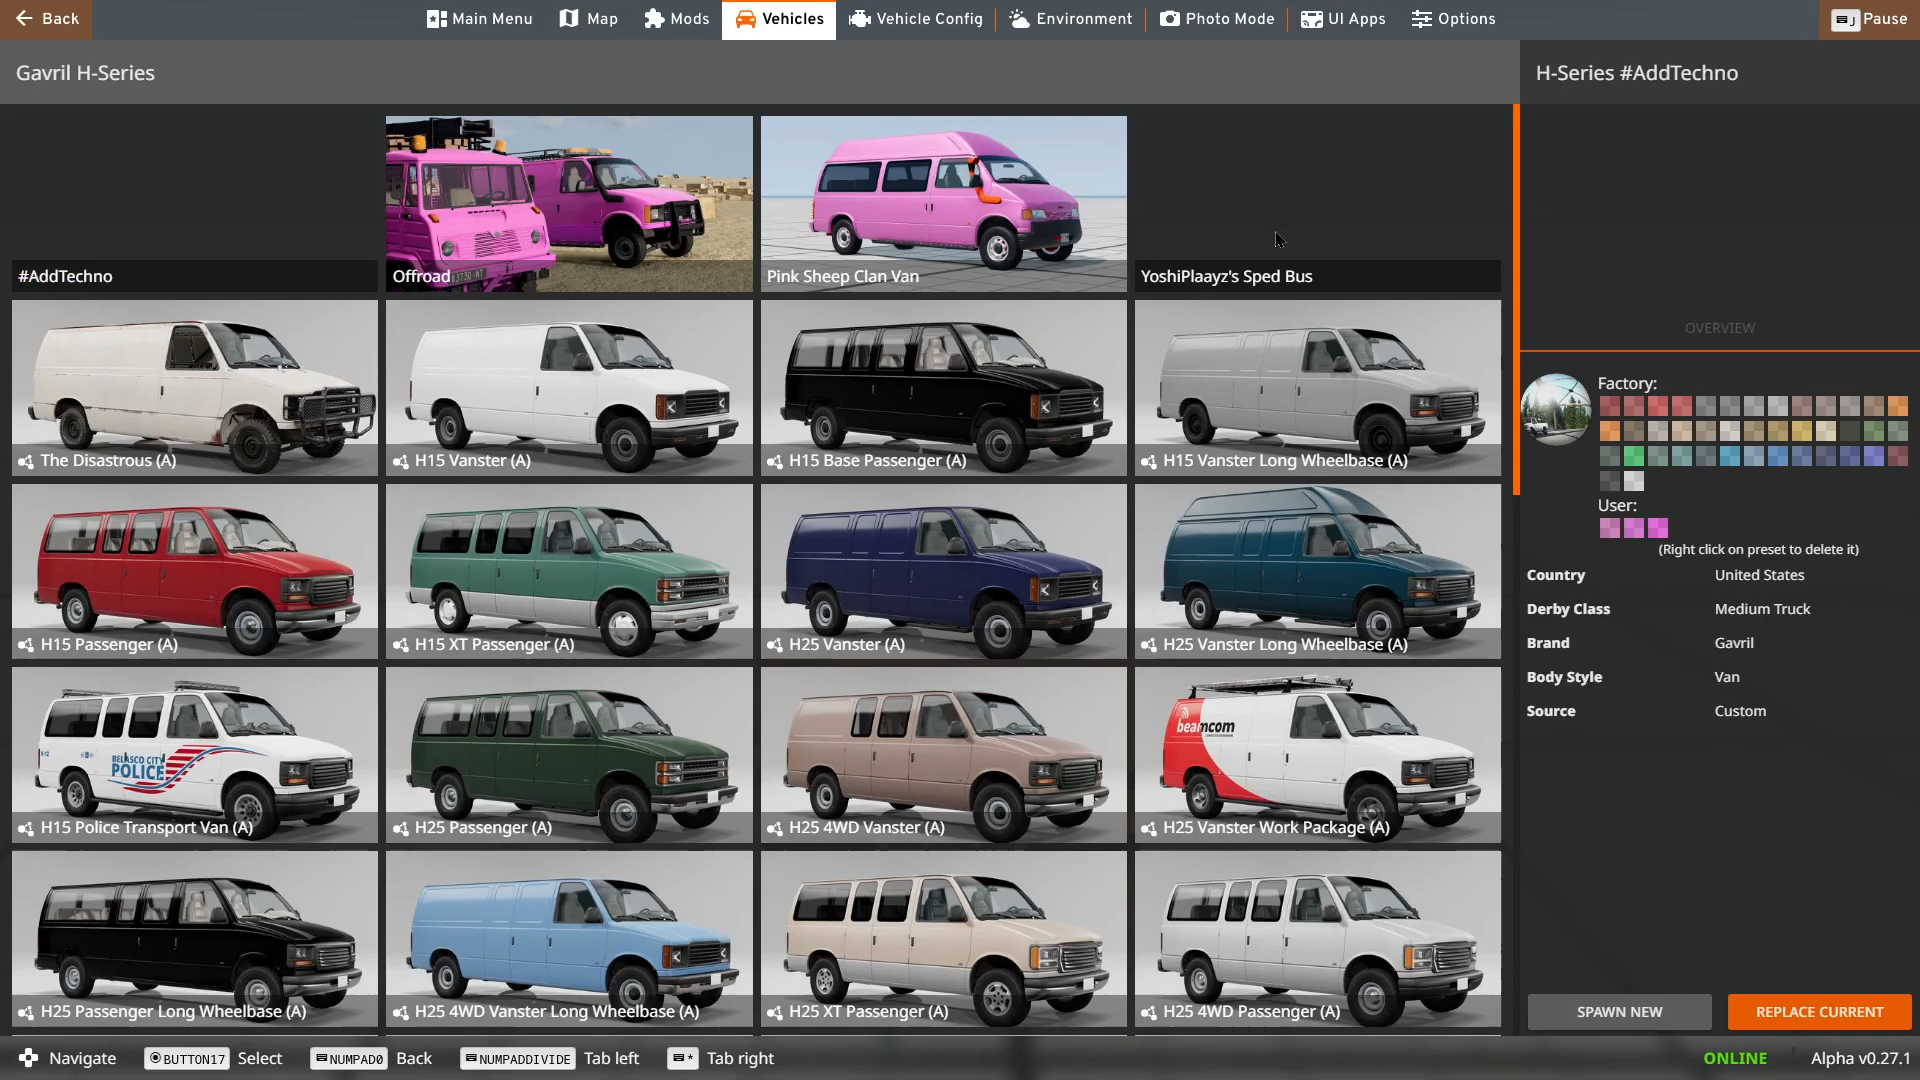 Back
Main Menu
Map
Mods
Vehicles
Vehicle Config
Environment
Photo Mode
UI Apps
Options
J Pause
Gavril H-Series
H-Series #AddTechno
#AddTechno
Offroad
Pink Sheep Clan Van
YoshiPlaayz's Sped Bus
The Disastrous (A)
H15 Vanster (A)
H15 Base Passenger (A)
H15 Vanster Long Wheelbase (A)
H15 Passenger (A)
H15 XT Passenger (A)
H25 Vanster (A)
H25 Vanster Long Wheelbase (A)
BELASCO CITY
POLICE
H15 Police Transport Van (A)
H25 Passenger (A)
H25 4WD Vanster (A)
beamcom
H25 Vanster Work Package (A)
H25 Passenger Long Wheelbase (A)
H25 4WD Vanster Long Wheelbase (A)
H25 XT Passenger (A)
H25 4WD Passenger (A)
OVERVIEW
Factory:
User:
(Right click on preset to delete it)
Country United States
Derby Class Medium Truck
Brand Gavril
Body Style Van
Source Custom
SPAWN NEW
REPLACE CURRENT
Navigate
BUTTON17 Select
NUMPAD0 Back
NUMPADDIVIDE Tab left
* Tab right
ONLINE
Alpha v0.27.1